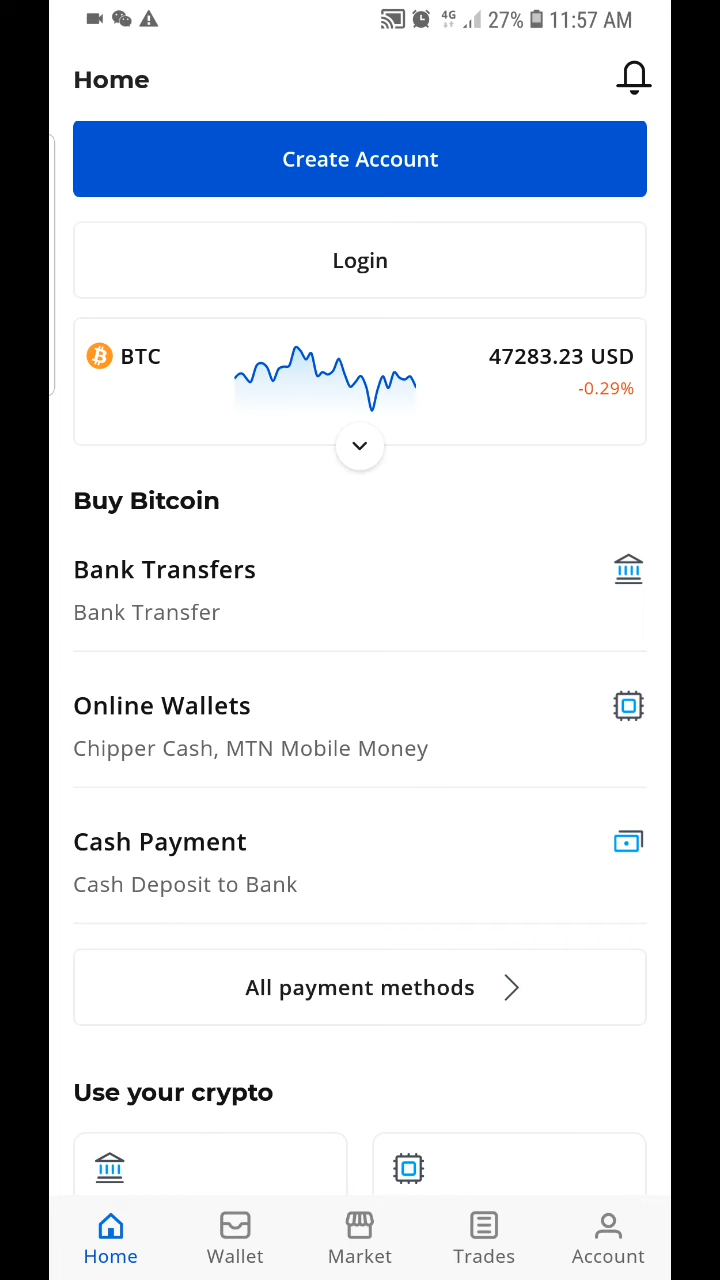 4G 27% 11:57 AM
Home
Create Account
Login
BTC 47283.23 USD
-0.29%
Buy Bitcoin
Bank Transfers
Bank Transfer
Online Wallets
Chipper Cash, MTN Mobile Money
Cash Payment
Cash Deposit to Bank
All payment methods
Use your crypto
Home Wallet Market Trades Account